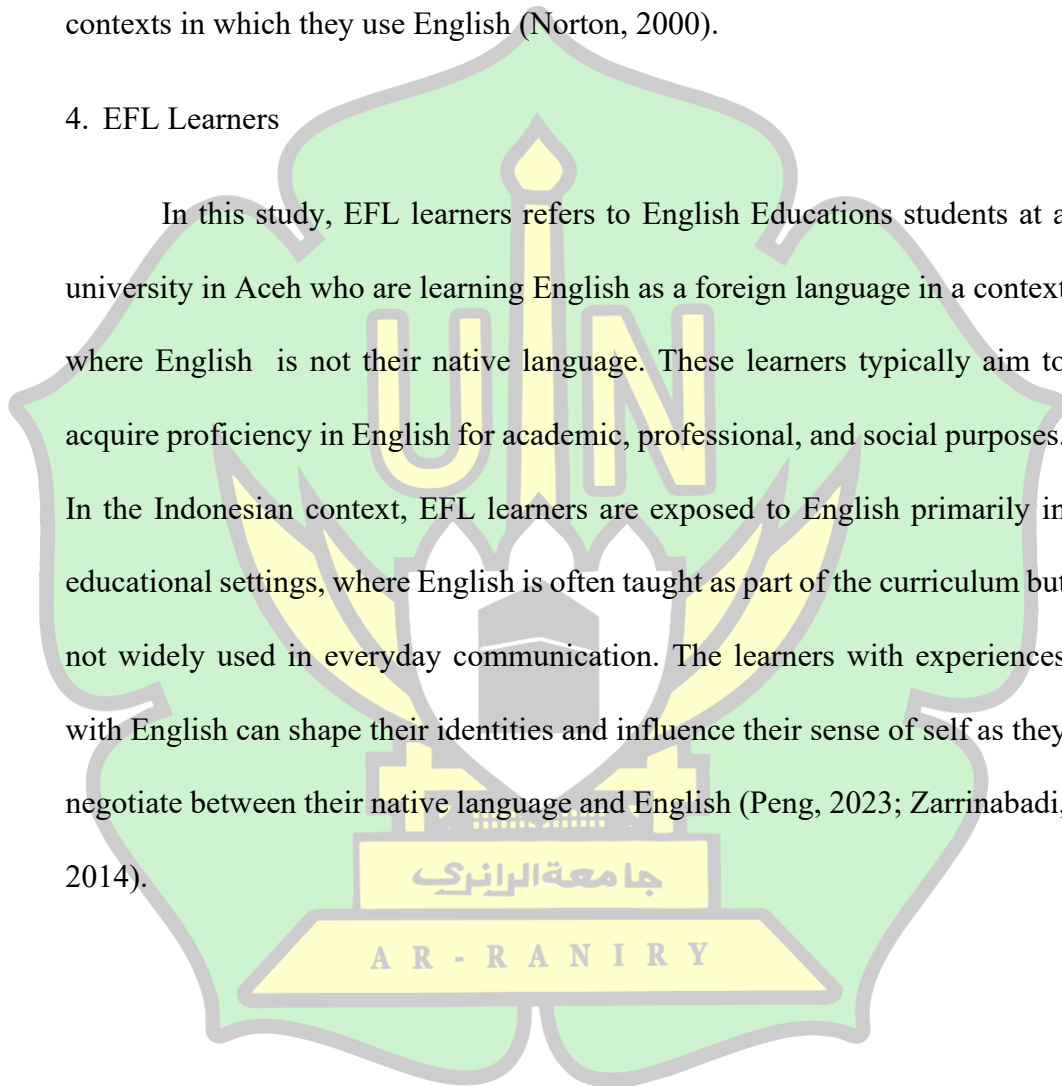 contexts in which they use English (Norton, 2000).
4. EFL Learners
In this study, EFL learners refers to English Educations students at a
university in Aceh who are learning English as a foreign language in a context
where English  is not their native language. These learners typically aim to
acquire proficiency in English for academic, professional, and social purposes.
In the Indonesian context, EFL learners are exposed to English primarily in
educational settings, where English is often taught as part of the curriculum but
not widely used in everyday communication. The learners with experiences
with English can shape their identities and influence their sense of self as they
negotiate between their native language and English (Peng, 2023; Zarrinabadi,
2014).
UIN
جامعة الرانري
AR-RANIRY